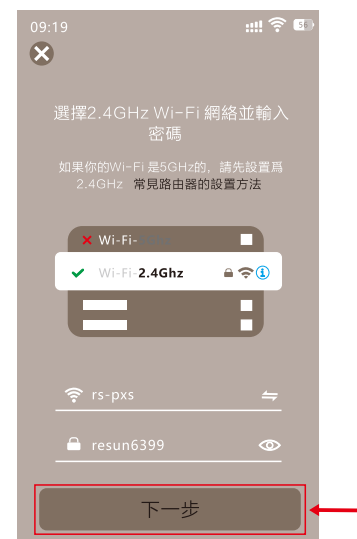 09:19
選擇2.4GHz Wi-Fi 網絡並輸入
密碼
如果你的Wi-Fi 是5GHz的，請先設置爲
2.4GHz 常見路由器的設置方法
Wi-Fi-
Wi-Fi-2.4Ghz
rs-pxs
resun6399
下一步